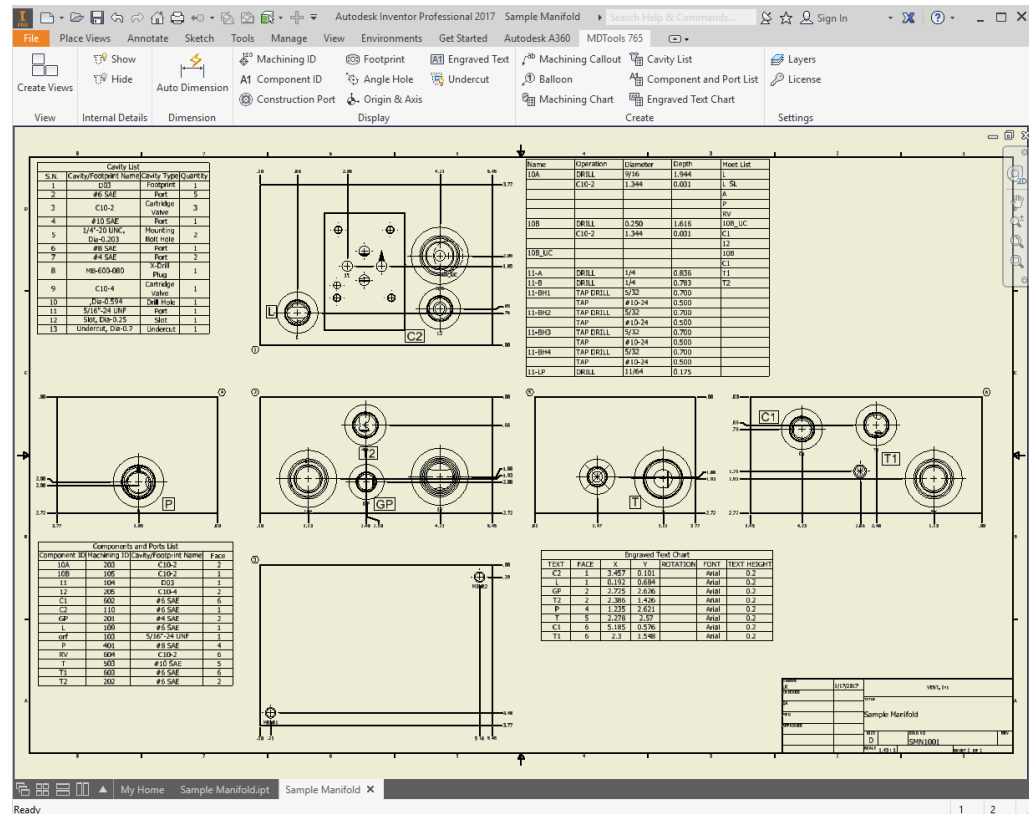 Autodesk Inventor Professional 2017 Sample Manifold Search Help & Commands... Sign In
File Place Views Annotate Sketch Tools Manage View Environments Get Started Autodesk A360 MDTools 765
Create Views
View
Show
Hide
Internal Details
Auto Dimension
Dimension
Machining ID Footprint A1 Engraved Text
A1 Component ID Angle Hole Undercut
Construction Port Origin & Axis
Display
Machining Callout Cavity List
Balloon Component and Port List
Machining Chart Engraved Text Chart
Create
Layers
License
Settings
Cavity List
S.N. Cavity/Footprint Name Cavity Type Quantity
1 D03 Footprint 1
2 #6 SAE Port 5
3 C10-2 Cartridge Valve 3
4 #10 SAE Port 1
5 1/4"-20 UNC, Dia-0.203 Mounting Bolt Hole 2
6 #8 SAE Port 1
7 #4 SAE Port 2
8 MB-600-080 X-Drill Plug 1
9 C10-4 Cartridge Valve 1
10 ,Dia-0.594 Drill Hole 1
11 5/16"-24 UNF Port 1
12 Slot, Dia-0.25 Slot 1
13 Undercut, Dia-0.7 Undercut 1
Name Operation Diameter Depth Meet List
10A DRILL 9/16 1.944 L
C10-2 1.344 0.031 L SL
A
P
RV
10B DRILL 0.250 1.616 10B_UC
C10-2 1.344 0.031 C1
12
10B_UC 10B
C1
11-A DRILL 1/4 0.836 T1
11-B DRILL 1/4 0.783 T2
11-BH1 TAP DRILL 5/32 0.700
TAP #10-24 0.500
11-BH2 TAP DRILL 5/32 0.700
TAP #10-24 0.500
11-BH3 TAP DRILL 5/32 0.700
TAP #10-24 0.500
11-BH4 TAP DRILL 5/32 0.700
TAP #10-24 0.500
11-LP DRILL 11/64 0.175
L
C2
P
T2
GP
T
C1
T1
Components and Ports List
Component ID Machining ID Cavity/Footprint Name Face
10A 203 C10-2 2
10B 105 C10-2 1
11 104 D03 1
12 205 C10-4 2
C1 602 #6 SAE 6
C2 110 #6 SAE 1
GP 201 #4 SAE 2
L 109 #6 SAE 1
orf 103 5/16"-24 UNF 1
P 401 #8 SAE 4
RV 604 C10-2 6
T 503 #10 SAE 5
T1 603 #6 SAE 6
T2 202 #6 SAE 2
Engraved Text Chart
TEXT FACE X Y ROTATION FONT TEXT HEIGHT
C2 1 3.457 0.101 Arial 0.2
L 1 0.192 0.684 Arial 0.2
GP 2 2.725 2.626 Arial 0.2
T2 2 2.386 1.426 Arial 0.2
P 4 1.235 2.621 Arial 0.2
T 5 2.278 2.57 Arial 0.2
C1 6 5.185 0.576 Arial 0.2
T1 6 2.3 1.548 Arial 0.2
1/17/2017 VEST, Inc
Sample Manifold
D SMN1001
SHEET 1 OF 1
My Home Sample Manifold.ipt Sample Manifold
Ready 1 2